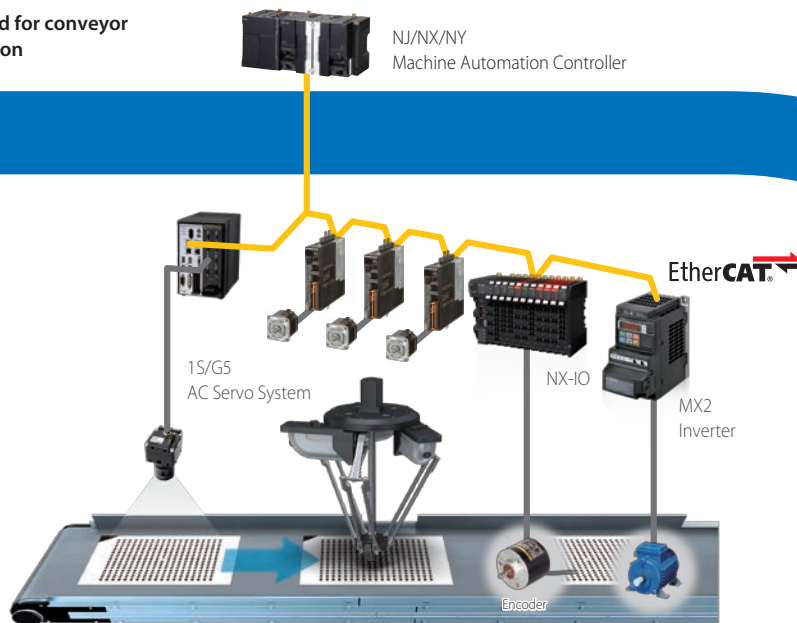 d for conveyor
on
NJ/NX/NY
Machine Automation Controller
EtherCAT®
1S/G5
AC Servo System
NX-IO
MX2
Inverter
Encoder